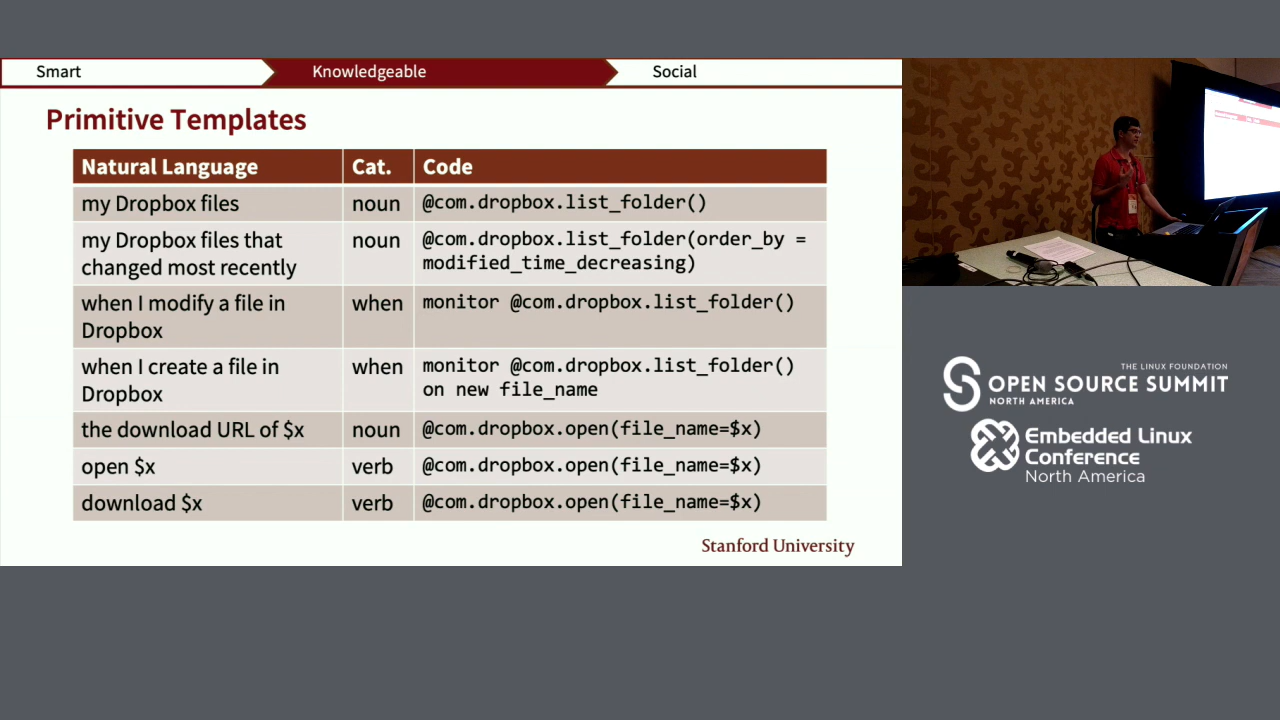 Smart
Knowledgeable
Social
Primitive Templates
Natural Language Cat. Code
my Dropbox files noun @com.dropbox.list_folder()
my Dropbox files that noun @com.dropbox.list_folder(order_by =
changed most recently modified_time_decreasing)
when I modify a file in when monitor @com.dropbox.list_folder()
Dropbox
when I create a file in when monitor @com.dropbox.list_folder()
Dropbox on new file_name
the download URL of $x noun @com.dropbox.open(file_name=$x)
open $x verb @com.dropbox.open(file_name=$x)
download $x verb @com.dropbox.open(file_name=$x)
Stanford University
THE LINUX FOUNDATION
OPEN SOURCE SUMMIT
NORTH AMERICA
Embedded Linux
Conference
North America